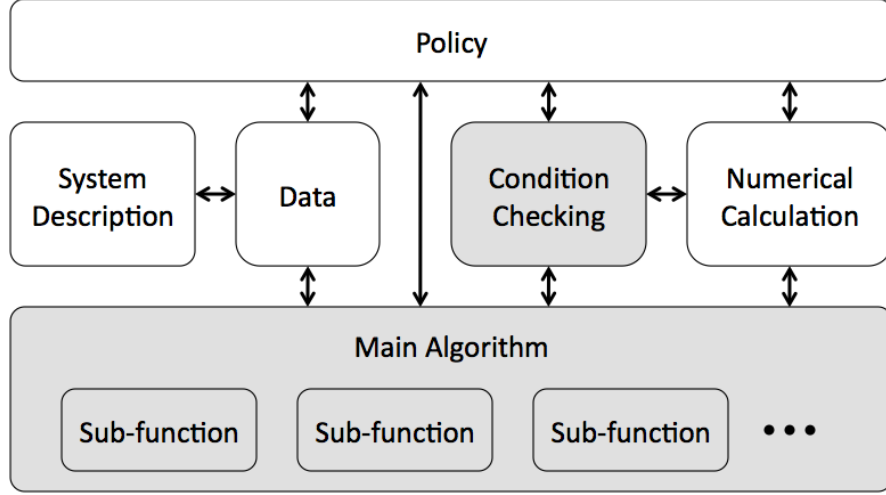 Policy
System
Description
Data
Condition
Checking
Numerical
Calculation
Main Algorithm
Sub-function
Sub-function
Sub-function
•••